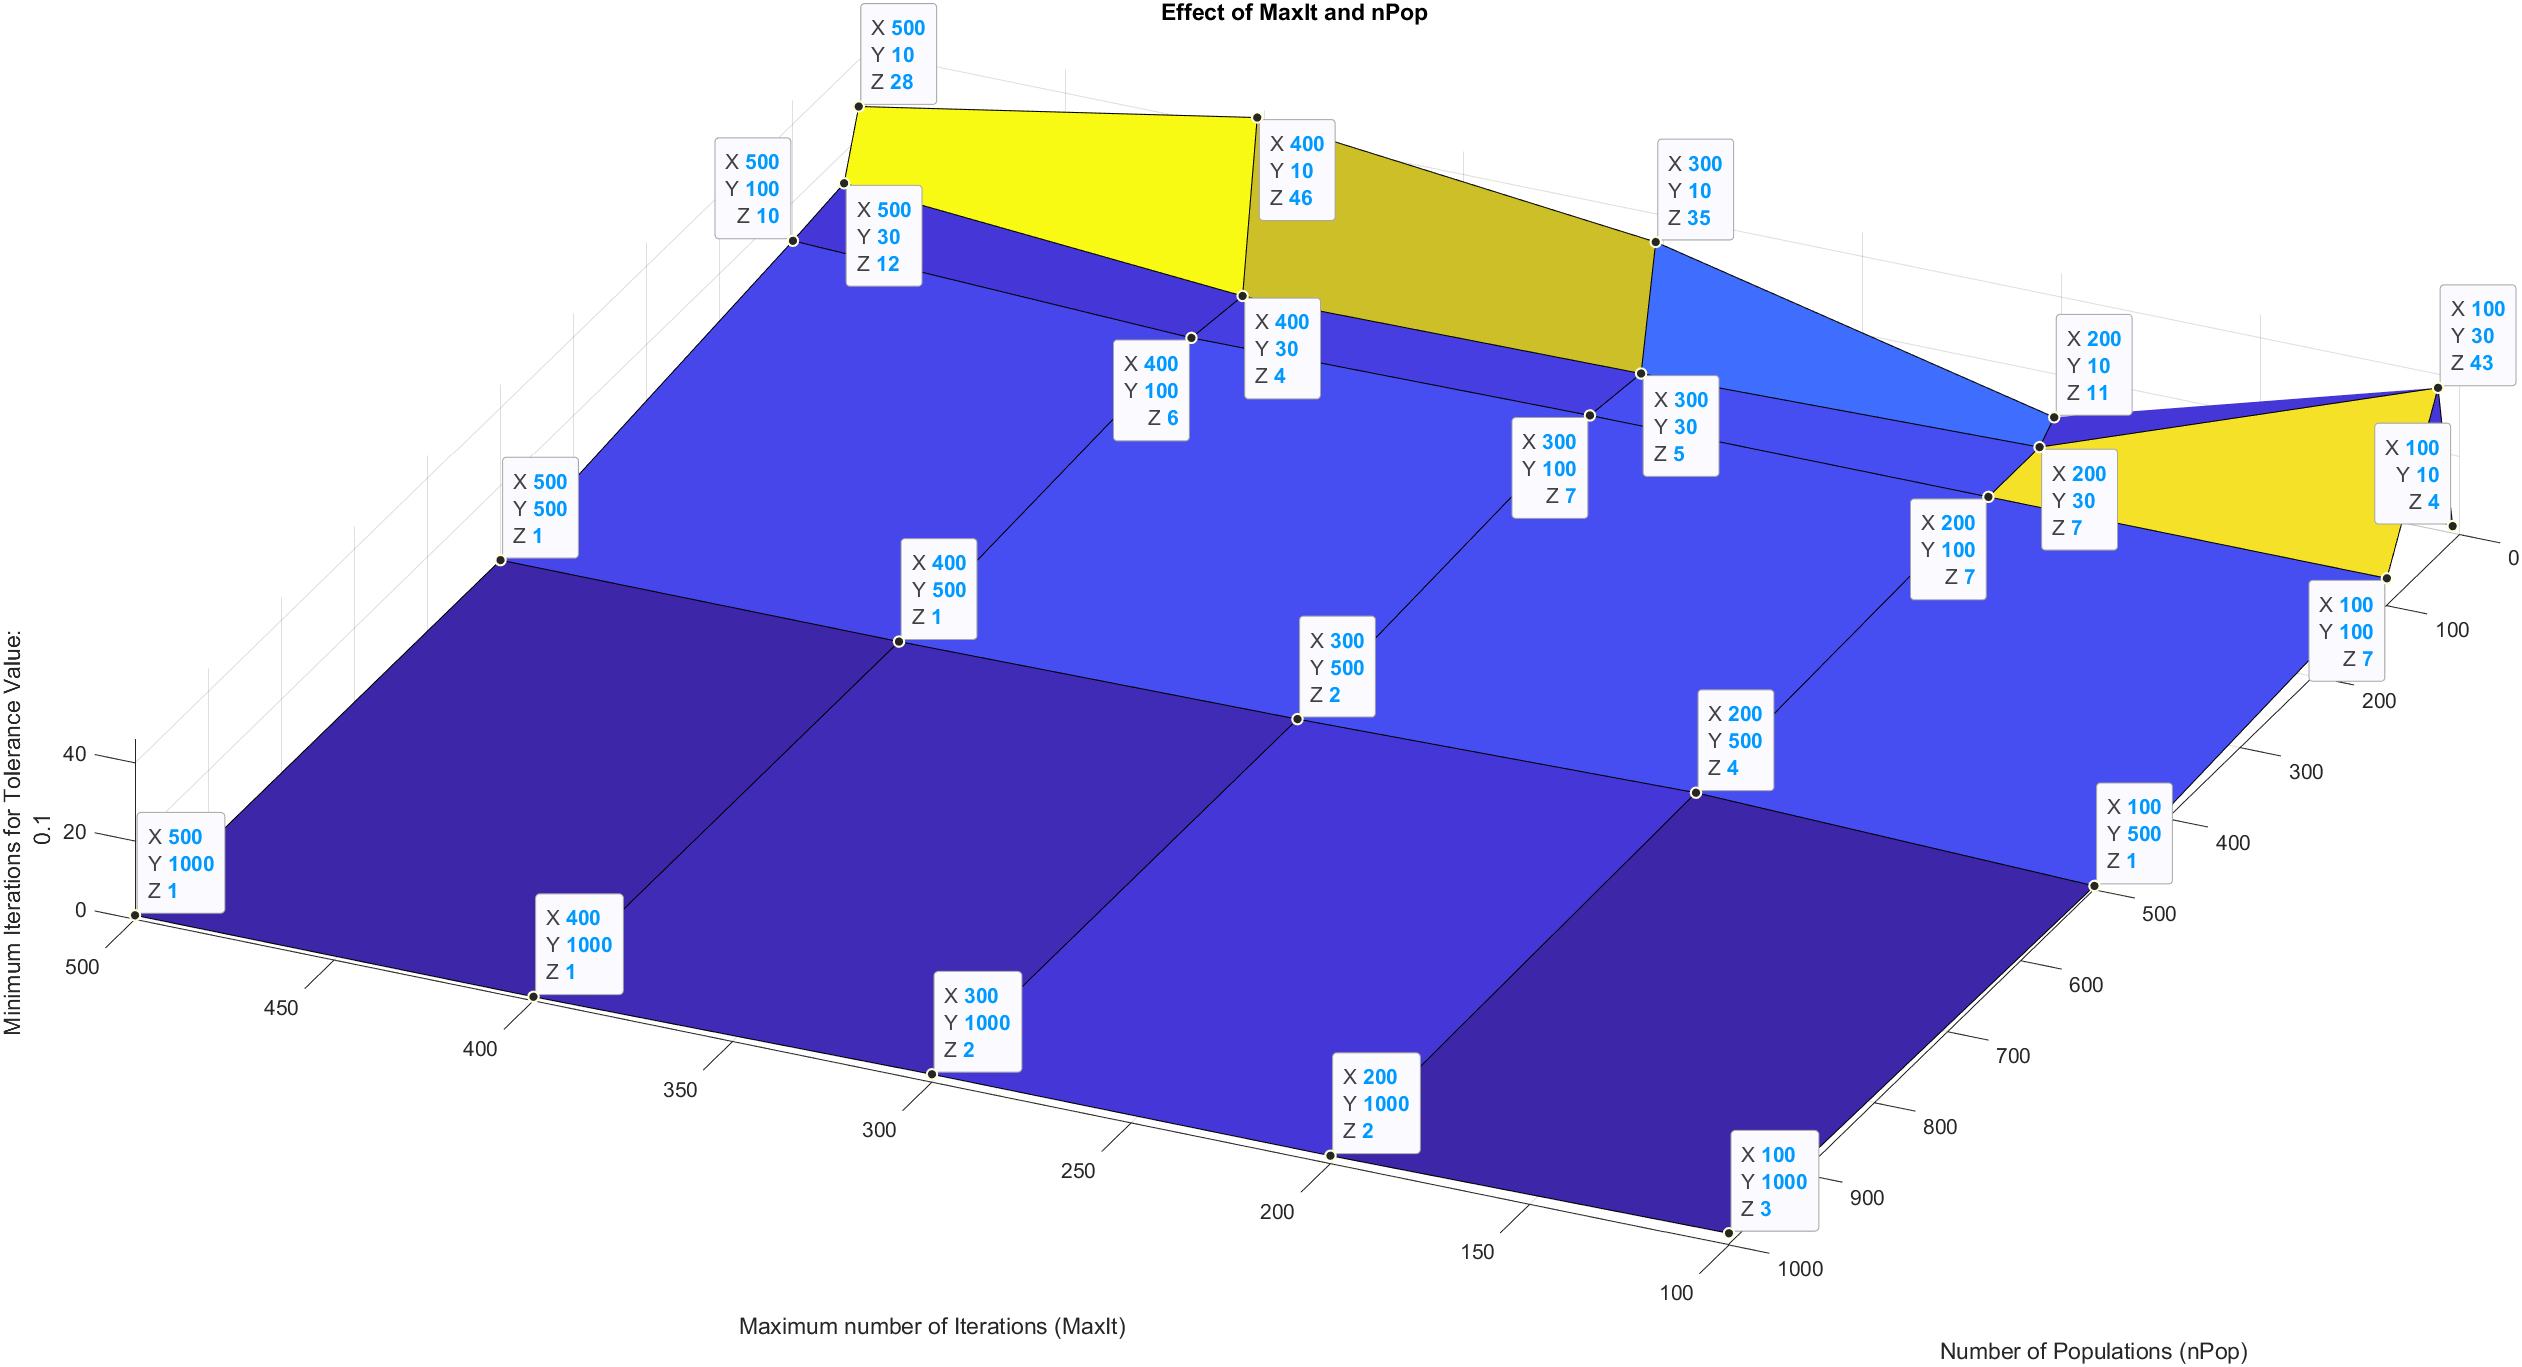 Effect of MaxIt and nPop
X 500
Y 10
Z 28
X 400
Y 10
Z 46
X 300
Y 10
Z 35
X 500
Y 100
Z 10
X 500
Y 30
Z 12
X 400
Y 30
Z 4
X 200
Y 10
Z 11
X 100
Y 30
Z 43
X 400
Y 100
Z 6
X 300
Y 30
Z 5
X 300
Y 100
Z 7
X 200
Y 30
Z 7
X 100
Y 10
Z 4
X 500
Y 500
Z 1
X 400
Y 500
Z 1
X 200
Y 100
Z 7
X 300
Y 500
Z 2
X 100
Y 100
Z 7
X 200
Y 500
Z 4
X 100
Y 500
Z 1
X 500
Y 1000
Z 1
X 400
Y 1000
Z 1
X 300
Y 1000
Z 2
X 200
Y 1000
Z 2
X 100
Y 1000
Z 3
Minimum Iterations for Tolerance Value:
0.1
40
20
0
500
450
400
350
300
250
200
150
100
0
100
200
300
400
500
600
700
800
900
1000
Maximum number of Iterations (MaxIt)
Number of Populations (nPop)